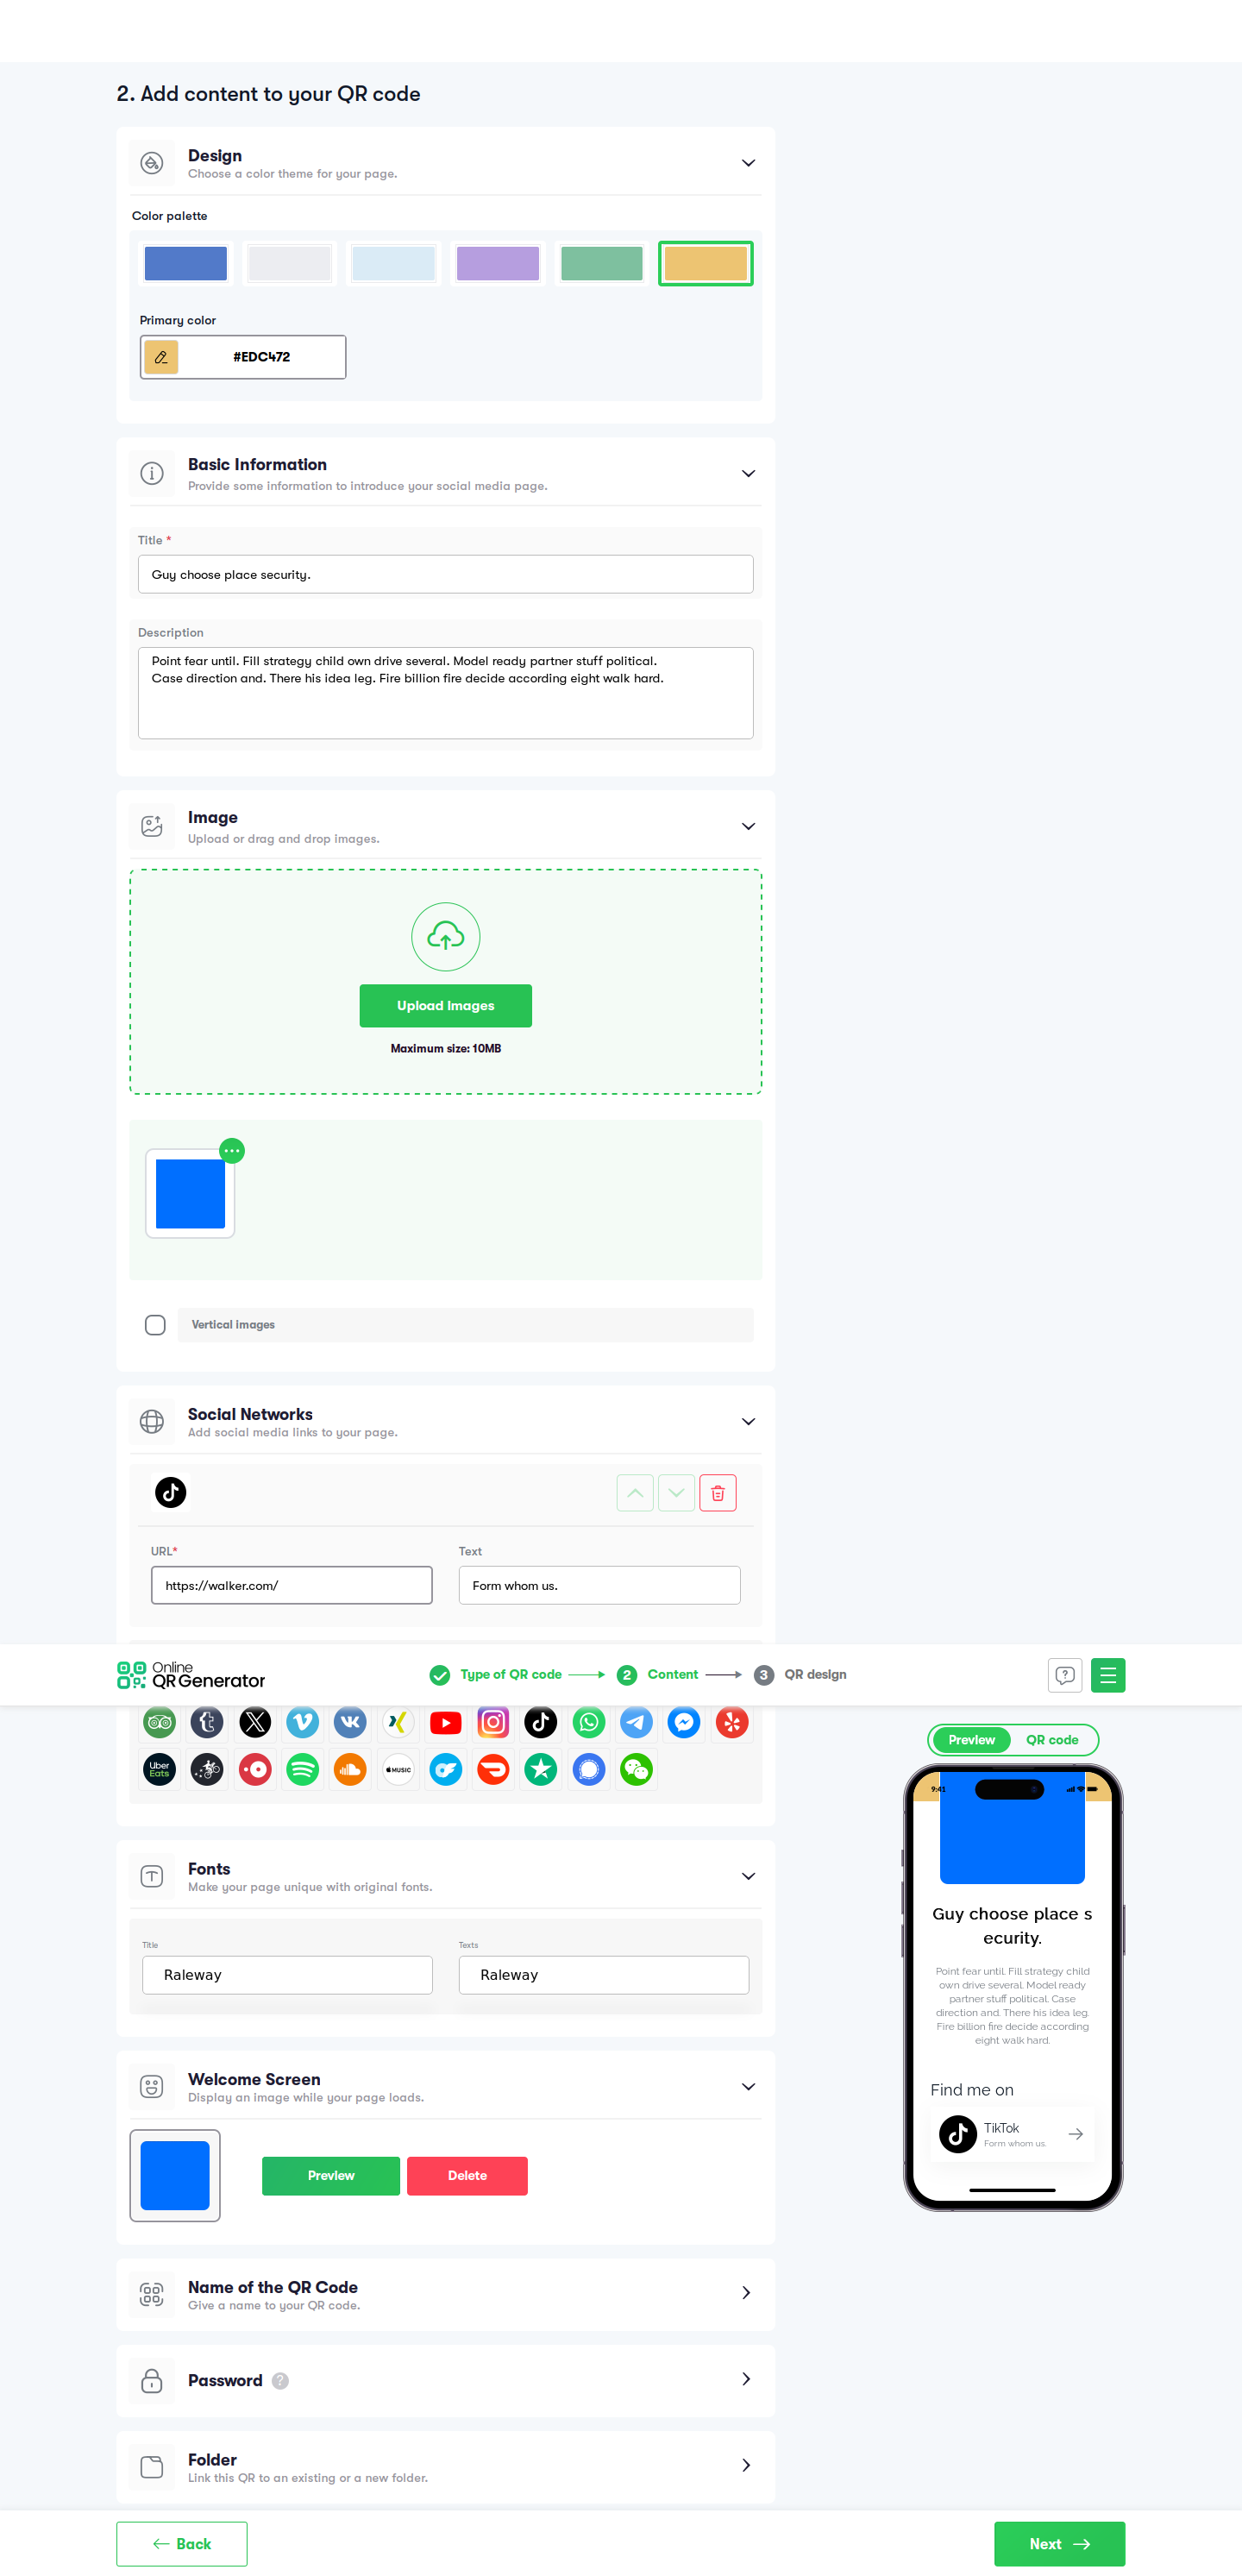 2. Add content to your QR code
Design
Choose a color theme for your page.
Color palette
Primary color
#EDC472
Basic Information
Provide some information to introduce your social media page.
Title *
Guy choose place security.
Description
Point fear until. Fill strategy child own drive several. Model ready partner stuff political.
Case direction and. There his idea leg. Fire billion fire decide according eight walk hard.
Image
Upload or drag and drop images.
Upload images
Maximum size: 10MB
Vertical images
Social Networks
Add social media links to your page.
URL*
Text
https://walker.com/
Form whom us.
Online
QR Generator
Type of QR code
2
Content
3
QR design
Uber
Eats
MUSIC
Fonts
Make your page unique with original fonts.
Title
Texts
Raleway
Raleway
Welcome Screen
Display an image while your page loads.
Preview
Delete
Name of the QR Code
Give a name to your QR code.
Password ?
Folder
Link this QR to an existing or a new folder.
Preview
QR code
9:41
Guy choose place s
ecurity.
Point fear until. Fill strategy child
own drive several. Model ready
partner stuff political. Case
direction and. There his idea leg.
Fire billion fire decide according
eight walk hard.
Find me on
TikTok
Form whom us.
Back
Next